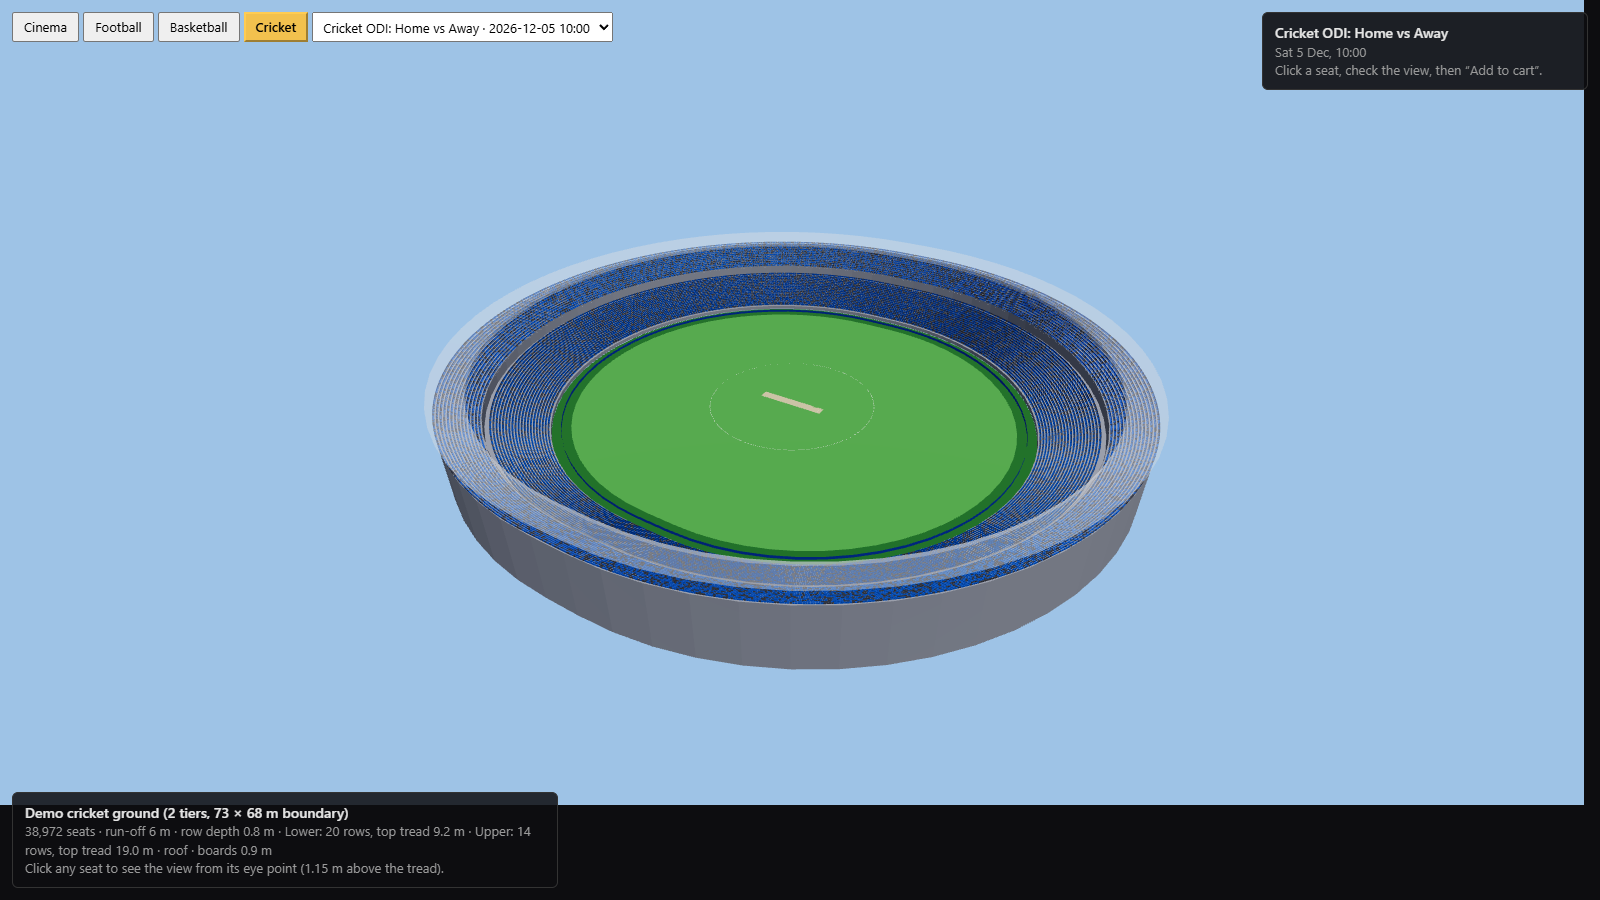 Cinema
Football
Basketball
Cricket
Cricket ODI: Home vs Away · 2026-12-05 10:00
Cricket ODI: Home vs Away
Sat 5 Dec, 10:00
Click a seat, check the view, then “Add to cart”.
Demo cricket ground (2 tiers, 73 × 68 m boundary)
38,972 seats · run-off 6 m · row depth 0.8 m · Lower: 20 rows, top tread 9.2 m · Upper: 14
rows, top tread 19.0 m · roof · boards 0.9 m
Click any seat to see the view from its eye point (1.15 m above the tread).